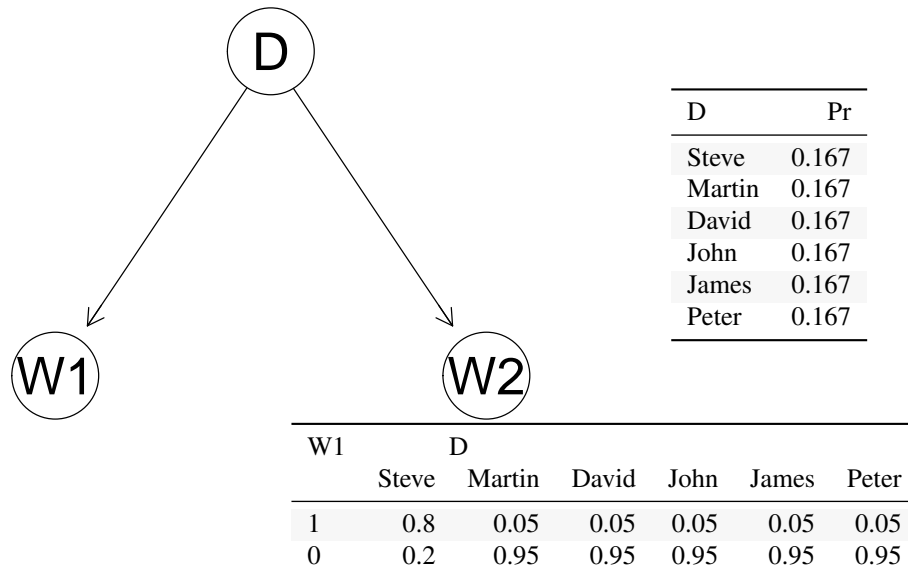 D
D Pr
Steve 0.167
Martin 0.167
David 0.167
John 0.167
James 0.167
Peter 0.167
W1
W2
W1 D
Steve Martin David John James Peter
1 0.8 0.05 0.05 0.05 0.05 0.05
0 0.2 0.95 0.95 0.95 0.95 0.95